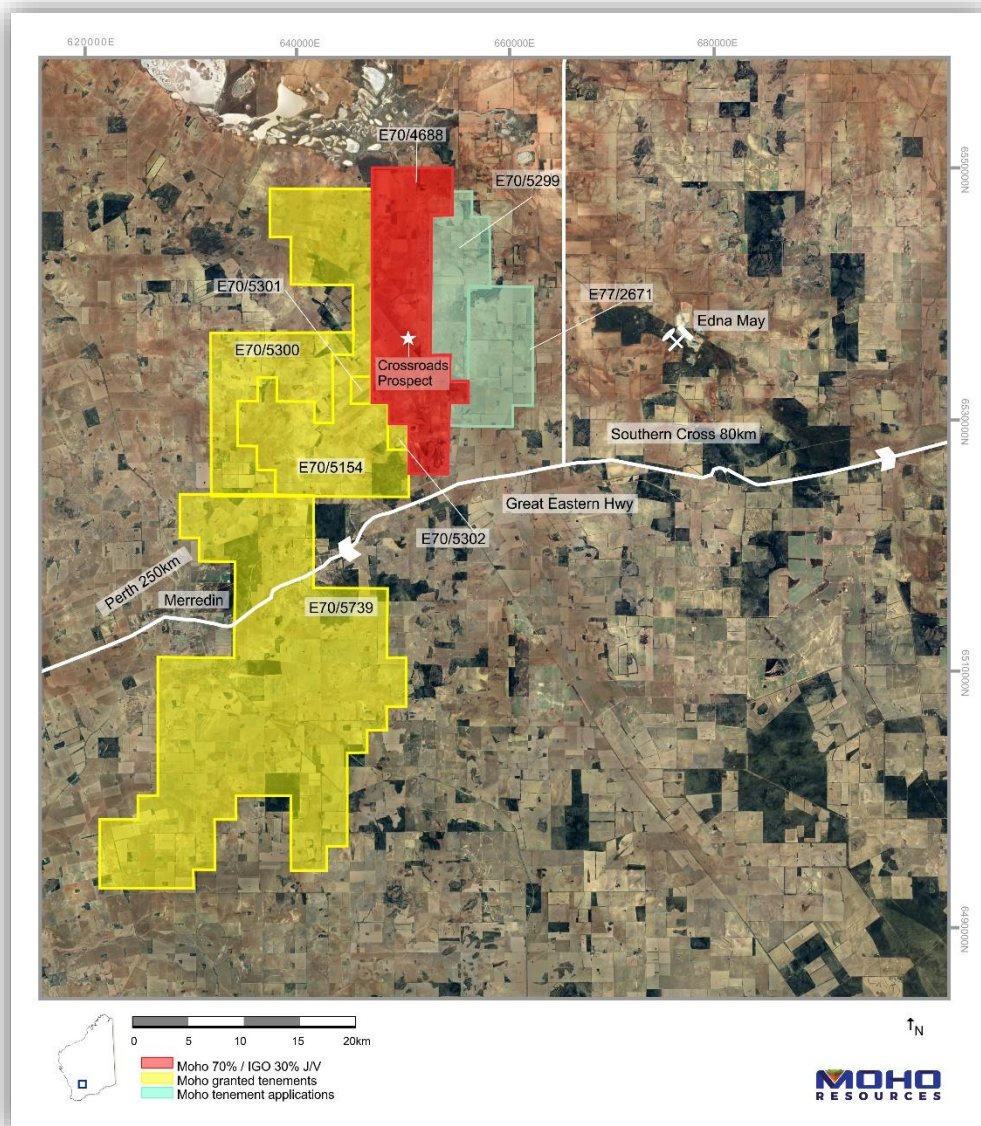 620000E
640000E
660000E
680000E
6550000N
6530000N
6510000N
6490000N
E70/4688
E70/5299
E70/5301
E77/2671
Edna May
E70/5300
Crossroads
Prospect
Southern Cross 80km
E70/5154
Great Eastern Hwy
E70/5302
Perth 250km
Merredin
E70/5739
0 5 10 15 20km
N
Moho 70% / IGO 30% J/V
Moho granted tenements
Moho tenement applications
MOHO
RESOURCES